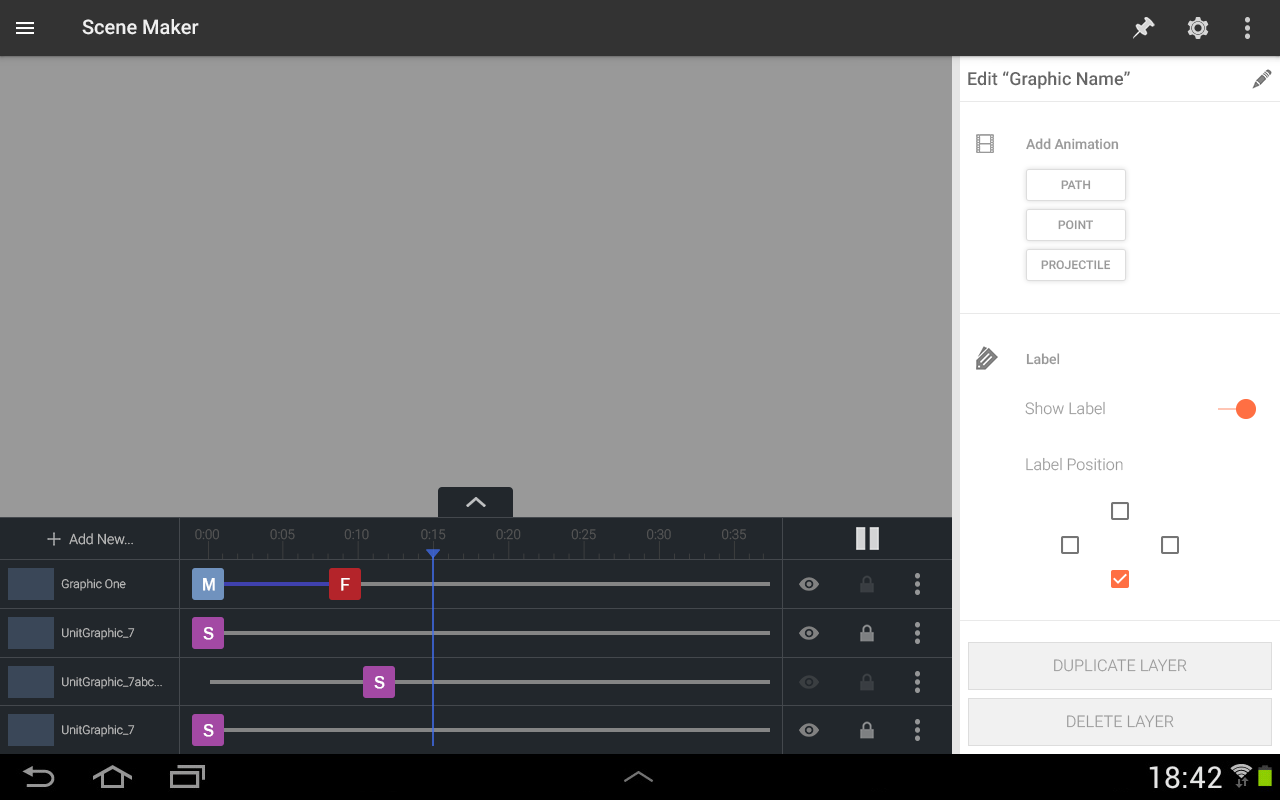 Scene Maker
Edit “Graphic Name”
Add Animation
PATH
POINT
PROJECTILE
Label
Show Label
Label Position
DUPLICATE LAYER
DELETE LAYER
Add New...
0:00 0:05 0:10 0:15 0:20 0:25 0:30 0:35
Graphic One M F
UnitGraphic_7 S
UnitGraphic_7abc... S
UnitGraphic_7 S
18:42